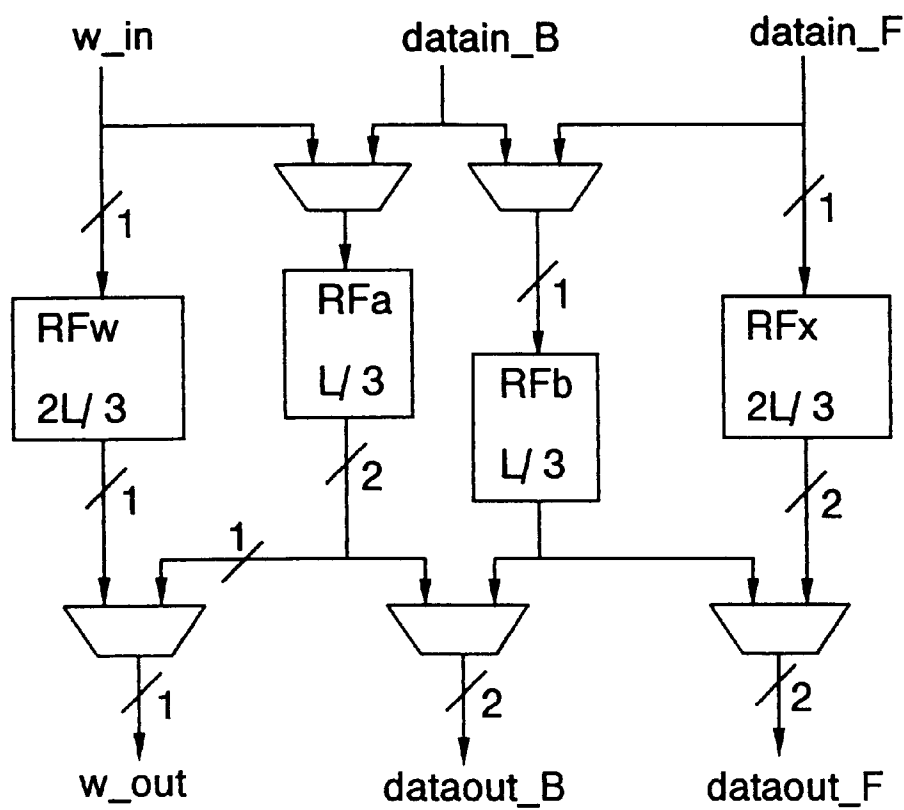 w_in
datain_B
datain_F
1
1
RFw
2L/ 3
RFa
L/ 3
1
RFb
L/ 3
RFx
2L/ 3
1
2
2
1
1
2
2
w_out
dataout_B
dataout_F